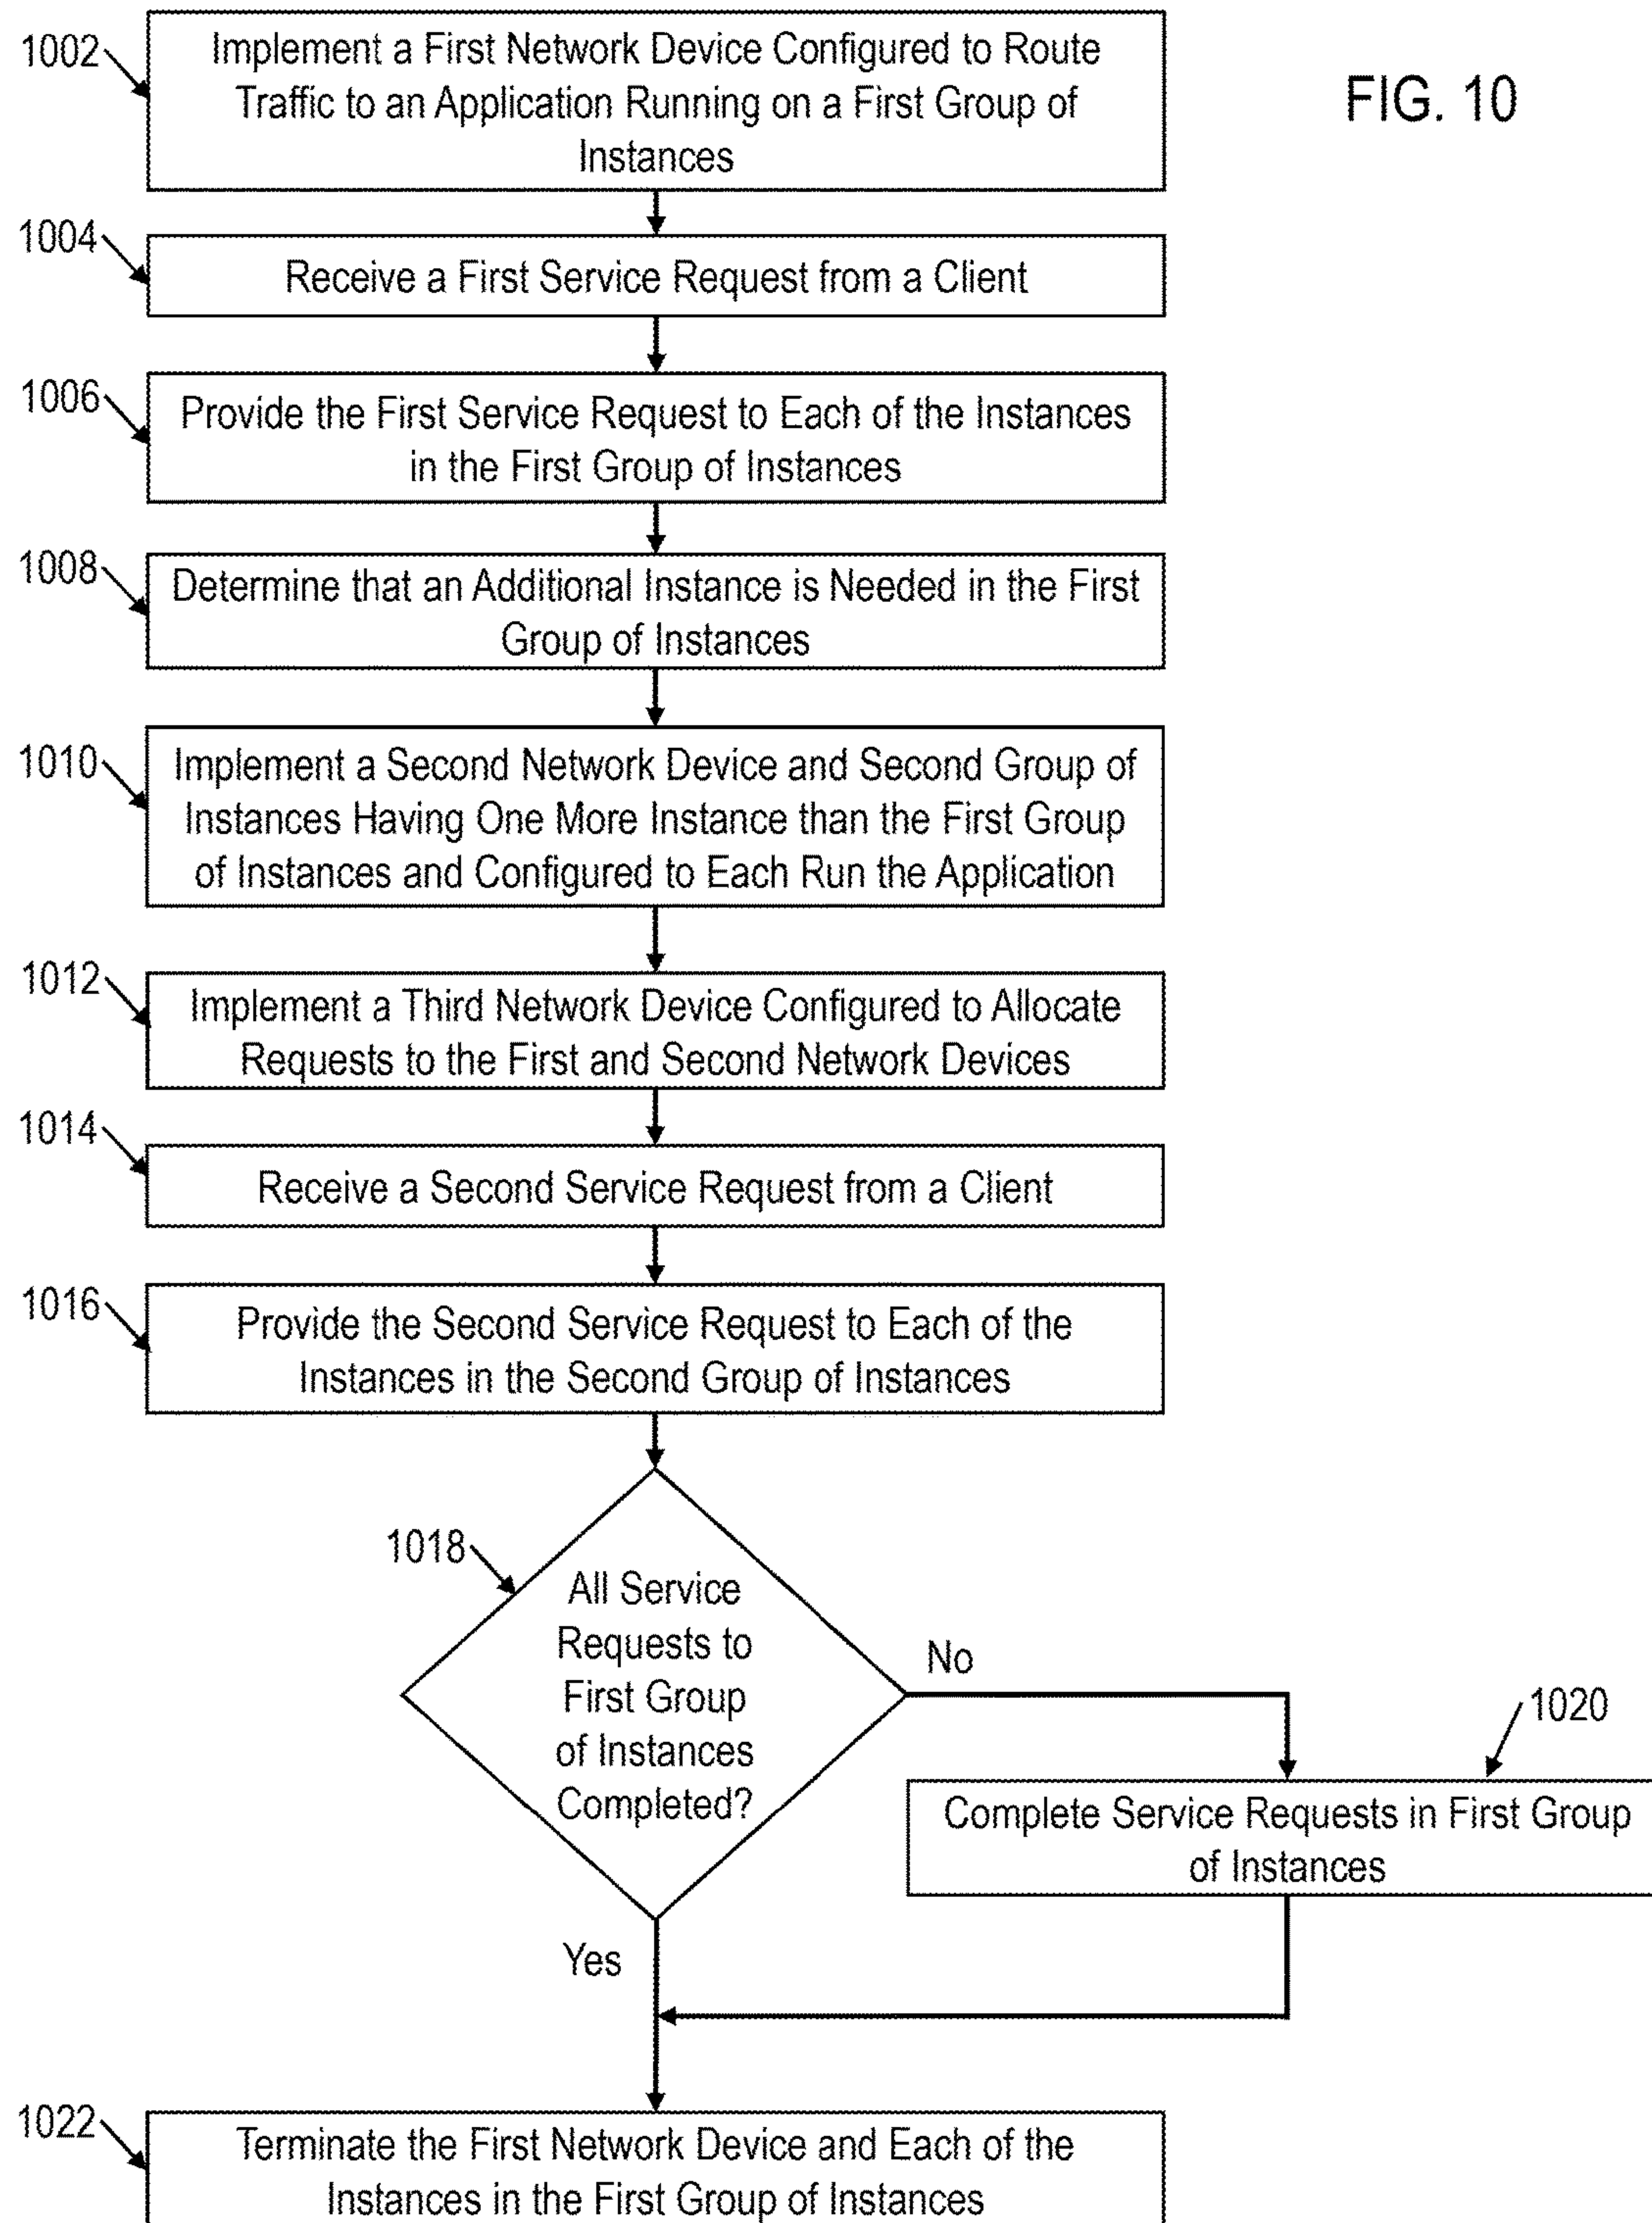 FIG. 10
1002
Implement a First Network Device Configured to Route
Traffic to an Application Running on a First Group of
Instances
1004
Receive a First Service Request from a Client
1006
Provide the First Service Request to Each of the Instances
in the First Group of Instances
1008
Determine that an Additional Instance is Needed in the First
Group of Instances
1010
Implement a Second Network Device and Second Group of
Instances Having One More Instance than the First Group
of Instances and Configured to Each Run the Application
1012
Implement a Third Network Device Configured to Allocate
Requests to the First and Second Network Devices
1014
Receive a Second Service Request from a Client
1016
Provide the Second Service Request to Each of the
Instances in the Second Group of Instances
1018
All Service
Requests to
First Group
of Instances
Completed?
No
1020
Complete Service Requests in First Group
of Instances
Yes
1022
Terminate the First Network Device and Each of the
Instances in the First Group of Instances